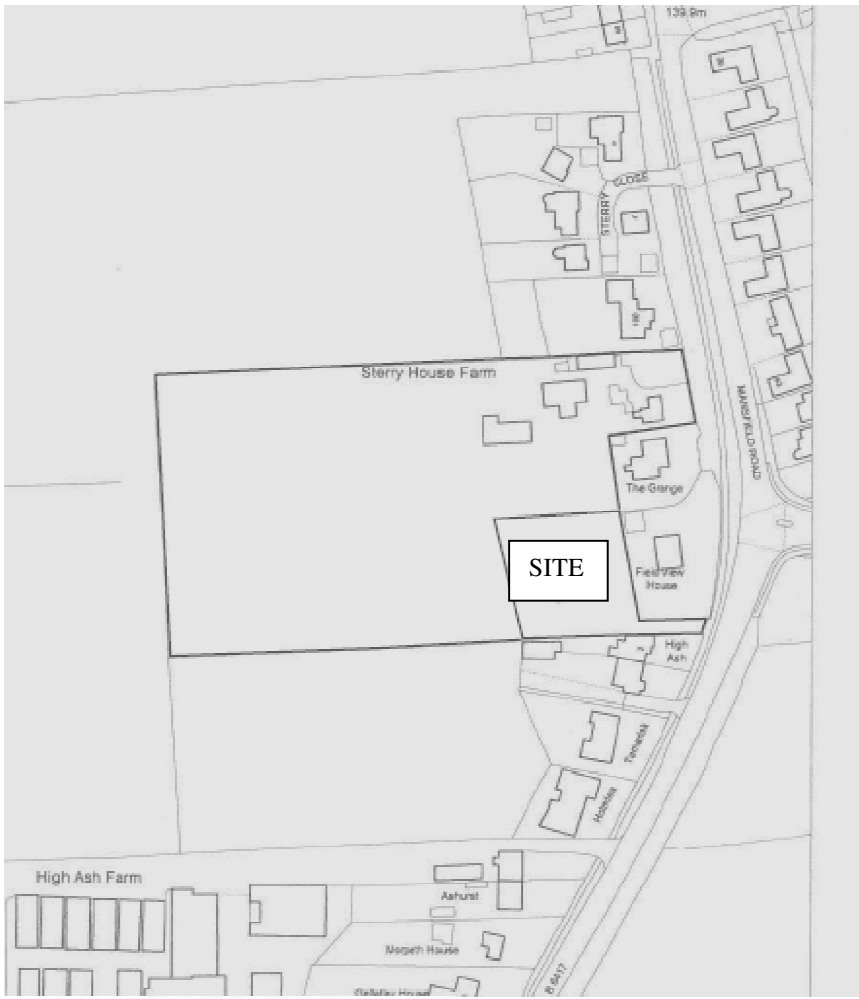 139.9m
CLOSE
STERRY
Sterry House Farm
MANSFIELD ROAD
The Grange
SITE
Field View
House
High
Ash
High Ash Farm
Ashurst
Morpeth House
B 6417